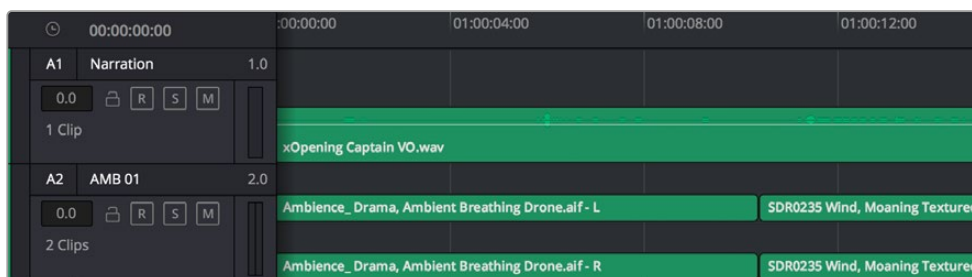 00:00:00:00 :00:00:00 01:00:04:00 01:00:08:00 01:00:12:00
A1 Narration 1.0
0.0 R S M
1 Clip
xOpening Captain VO.wav
A2 AMB 01 2.0
0.0 R S M
Ambience_ Drama, Ambient Breathing Drone.aif - L SDR0235 Wind, Moaning Texture
2 Clips
Ambience_ Drama, Ambient Breathing Drone.aif - R SDR0235 Wind, Moaning Texture